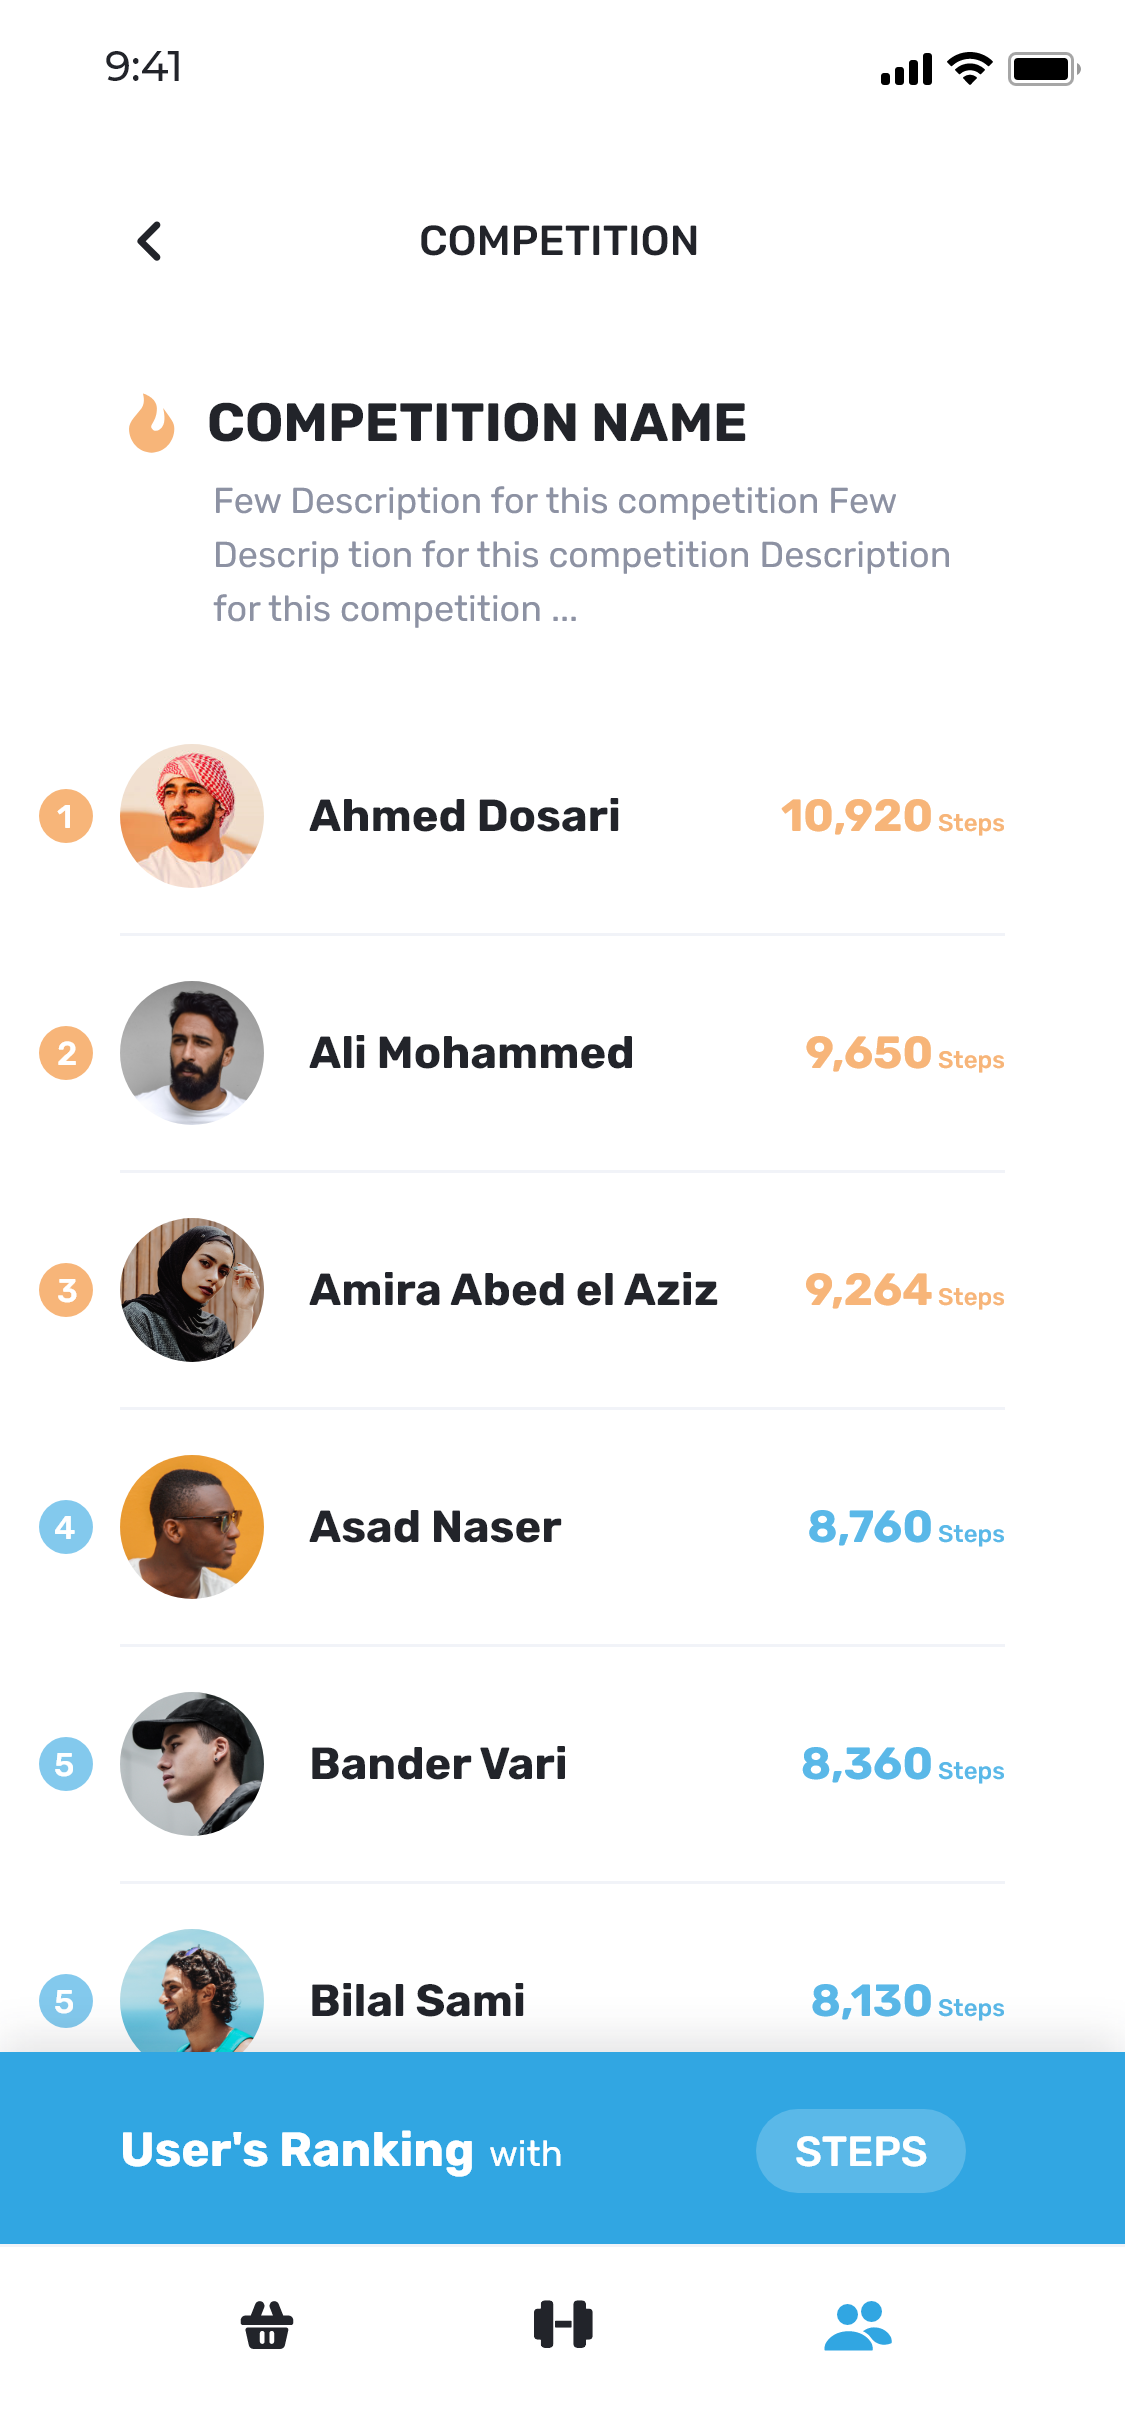 9:41
COMPETITION
COMPETITION NAME
Few Description for this competition Few
Descrip tion for this competition Description
for this competition ...
1 Ahmed Dosari 10,920 Steps
2 Ali Mohammed 9,650 Steps
3 Amira Abed el Aziz 9,264 Steps
4 Asad Naser 8,760 Steps
5 Bander Vari 8,360 Steps
5 Bilal Sami 8,130 Steps
User's Ranking with STEPS